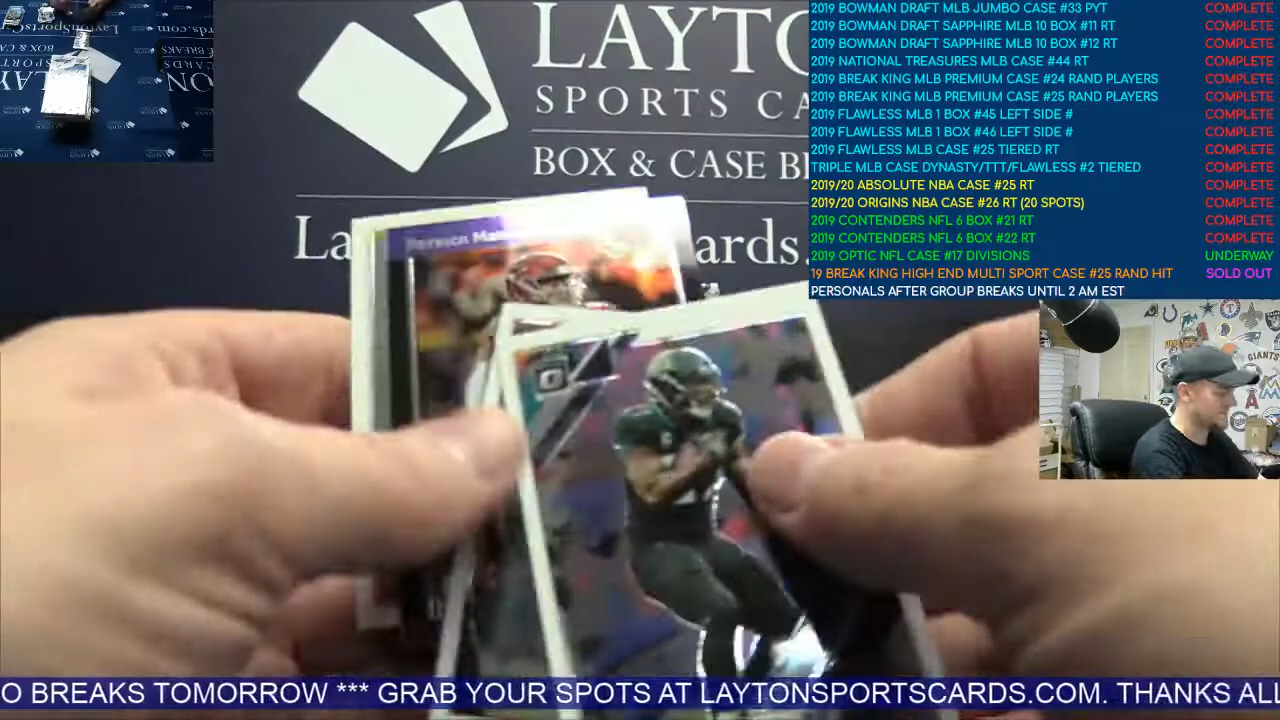 LAYTO
SPORTS CA
BOX & CASE B
La
ards.
2019 BOWMAN DRAFT MLB JUMBO CASE #33 PYT COMPLETE
2019 BOWMAN DRAFT SAPPHIRE MLB 10 BOX #11 RT COMPLETE
2019 BOWMAN DRAFT SAPPHIRE MLB 10 BOX #12 RT COMPLETE
2019 NATIONAL TREASURES MLB CASE #44 RT COMPLETE
2019 BREAK KING MLB PREMIUM CASE #24 RAND PLAYERS COMPLETE
2019 BREAK KING MLB PREMIUM CASE #25 RAND PLAYERS COMPLETE
2019 FLAWLESS MLB 1 BOX #45 LEFT SIDE # COMPLETE
2019 FLAWLESS MLB 1 BOX #46 LEFT SIDE # COMPLETE
2019 FLAWLESS MLB CASE #25 TIERED RT COMPLETE
TRIPLE MLB CASE DYNASTY/TTT/FLAWLESS #2 TIERED COMPLETE
2019/20 ABSOLUTE NBA CASE #25 RT COMPLETE
2019/20 ORIGINS NBA CASE #26 RT (20 SPOTS) COMPLETE
2019 CONTENDERS NFL 6 BOX #21 RT COMPLETE
2019 CONTENDERS NFL 6 BOX #22 RT COMPLETE
2019 OPTIC NFL CASE #17 DIVISIONS UNDERWAY
19 BREAK KING HIGH END MULTI SPORT CASE #25 RAND HIT SOLD OUT
PERSONALS AFTER GROUP BREAKS UNTIL 2 AM EST
GIANTS
O BREAKS TOMORROW *** GRAB YOUR SPOTS AT LAYTONSPORTSCARDS.COM. THANKS ALL